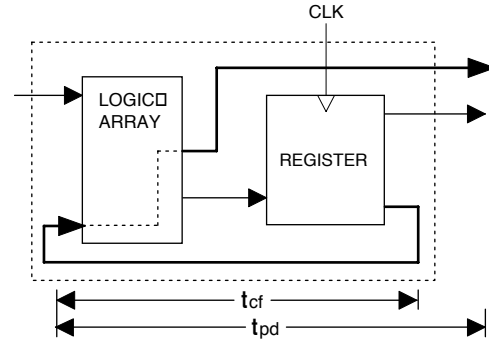 CLK
LOGIC□
ARRAY
REGISTER
tcf
tpd